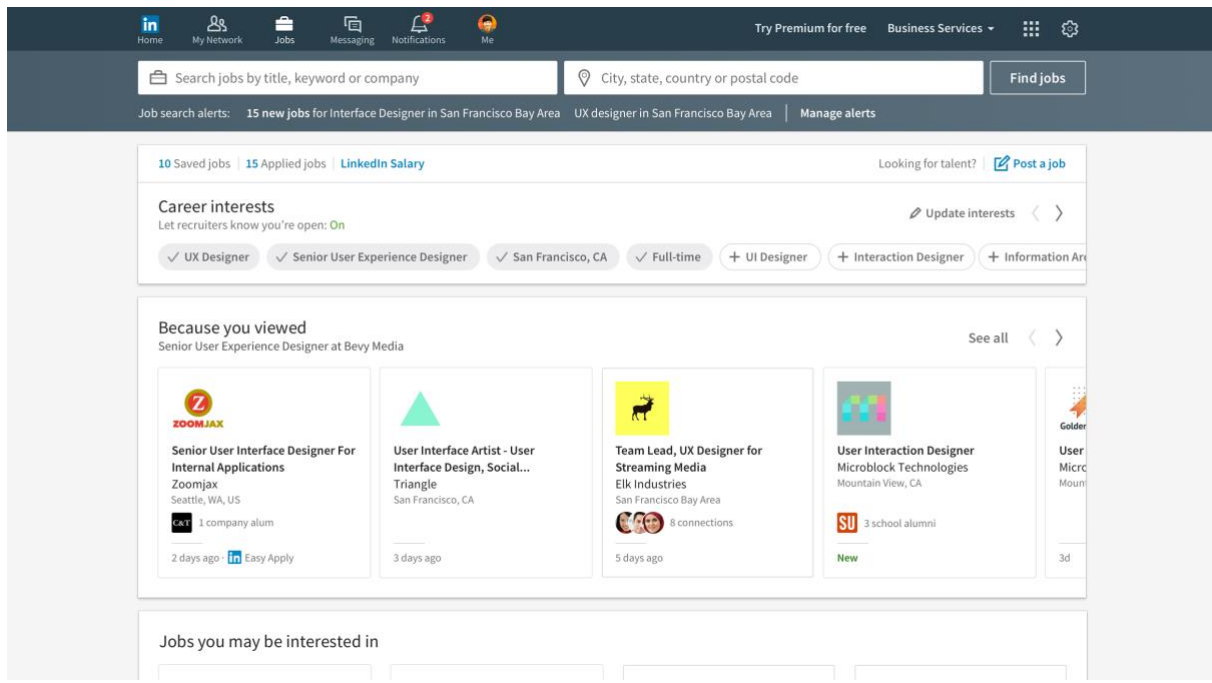 in
2
Home My Network Jobs Messaging Notifications Me Try Premium for free Business Services
Search jobs by title, keyword or company City, state, country or postal code Find jobs
Job search alerts: 15 new jobs for Interface Designer in San Francisco Bay Area UX designer in San Francisco Bay Area Manage alerts
10 Saved jobs 15 Applied jobs LinkedIn Salary Looking for talent? Post a job
Career interests
Let recruiters know you're open: On
Update interests
UX Designer Senior User Experience Designer San Francisco, CA Full-time UI Designer Interaction Designer Information Arc
Because you viewed
Senior User Experience Designer at Bevy Media
See all
Z
ZOOMJAX
Senior User Interface Designer For
Internal Applications
Zoomjax
Seattle, WA, US
C&T 1 company alum
2 days ago · in Easy Apply
User Interface Artist - User
Interface Design, Social...
Triangle
San Francisco, CA
3 days ago
Team Lead, UX Designer for
Streaming Media
Elk Industries
San Francisco Bay Area
8 connections
5 days ago
User Interaction Designer
Microblock Technologies
Mountain View, CA
SU 3 school alumni
New
Golden
User
Micro
Mount
3d
Jobs you may be interested in